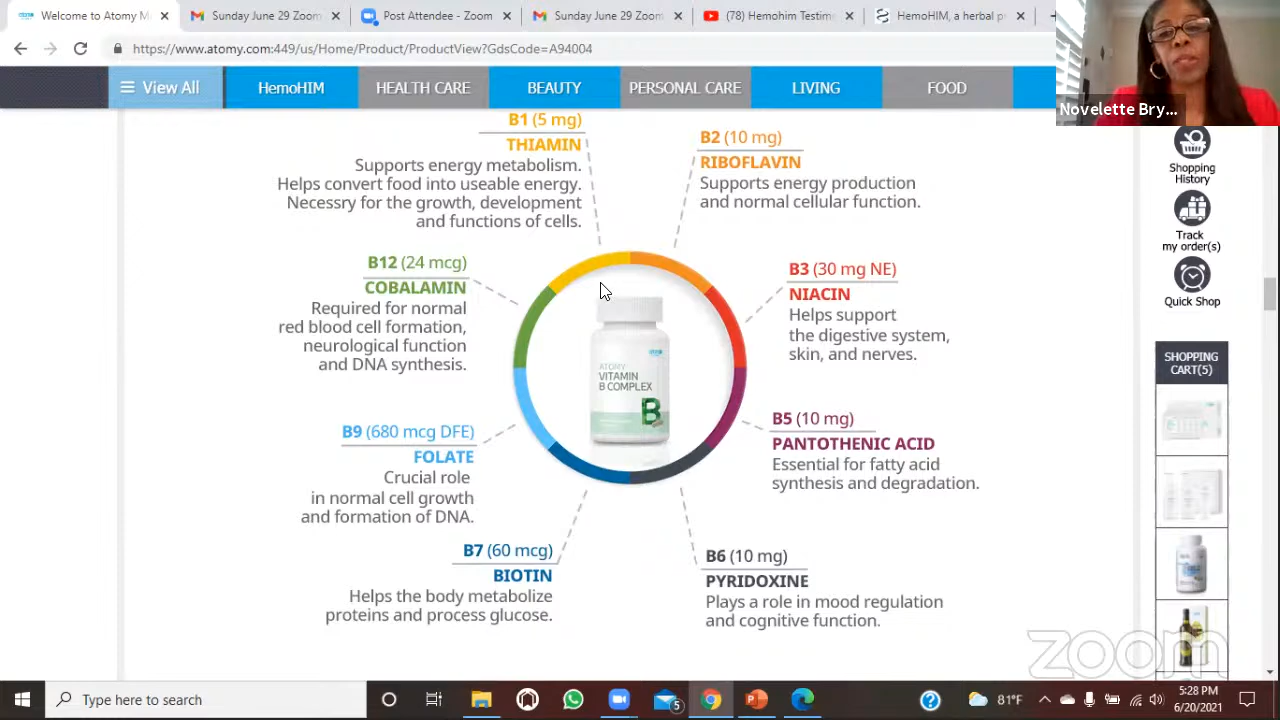 Welcome to Atomy M
Sunday June 29 Zoom
Post Attendee - Zoom
Sunday June 29 Zoom
(78) Hemohim Testime
HemoHIM, a herbal p
https://www.atomy.com:449/us/Home/Product/ProductView?GdsCode=A94004
View All
HemoHIM
HEALTH CARE
BEAUTY
PERSONAL CARE
LIVING
FOOD
Novelette Bry...
B1 (5 mg)
THIAMIN
Supports energy metabolism.
Helps convert food into useable energy.
Necessry for the growth, development
and functions of cells.
B2 (10 mg)
RIBOFLAVIN
Supports energy production
and normal cellular function.
B12 (24 mcg)
COBALAMIN
Required for normal
red blood cell formation,
neurological function
and DNA synthesis.
B3 (30 mg NE)
NIACIN
Helps support
the digestive system,
skin, and nerves.
ATOMY
VITAMIN
B COMPLEX
B
B9 (680 mcg DFE)
FOLATE
Crucial role
in normal cell growth
and formation of DNA.
B5 (10 mg)
PANTOTHENIC ACID
Essential for fatty acid
synthesis and degradation.
B7 (60 mcg)
BIOTIN
Helps the body metabolize
proteins and process glucose.
B6 (10 mg)
PYRIDOXINE
Plays a role in mood regulation
and cognitive function.
Shopping
History
Track
my order(s)
Quick Shop
SHOPPING
CART(5)
zoom
Type here to search
5
81°F
5:28 PM
6/20/2021